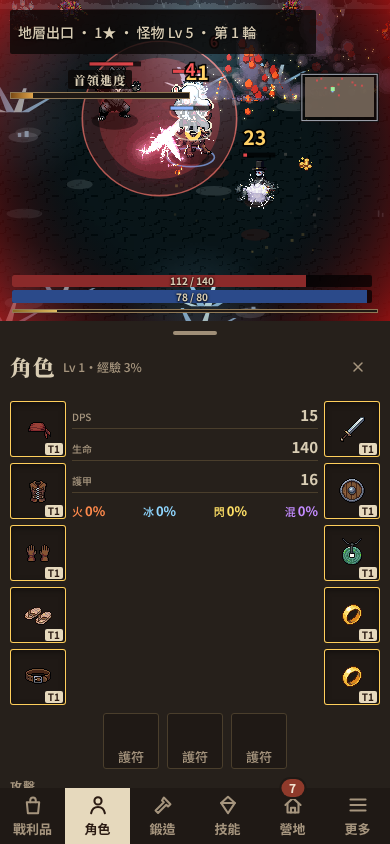 地層出口 • 1★ • 怪物 Lv 5 • 第 1 輪
首領進度
23
112 / 140
78 / 80
角色 Lv 1 • 經驗 3%
×
DPS 15
生命 140
護甲 16
火 0% 冰 0% 閃 0% 混 0%
T1 T1
T1 T1
T1 T1
T1 T1
T1 T1
護符 護符 護符
7
戰利品 角色 鍛造 技能 營地 更多